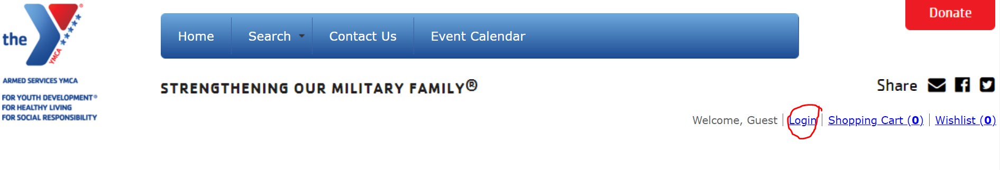 the
YMCA
®
ARMED SERVICES YMCA
FOR YOUTH DEVELOPMENT®
FOR HEALTHY LIVING
FOR SOCIAL RESPONSIBILITY
Home Search Contact Us Event Calendar
Donate
STRENGTHENING OUR MILITARY FAMILY®
Share
Welcome, Guest | Login | Shopping Cart (0) | Wishlist (0)